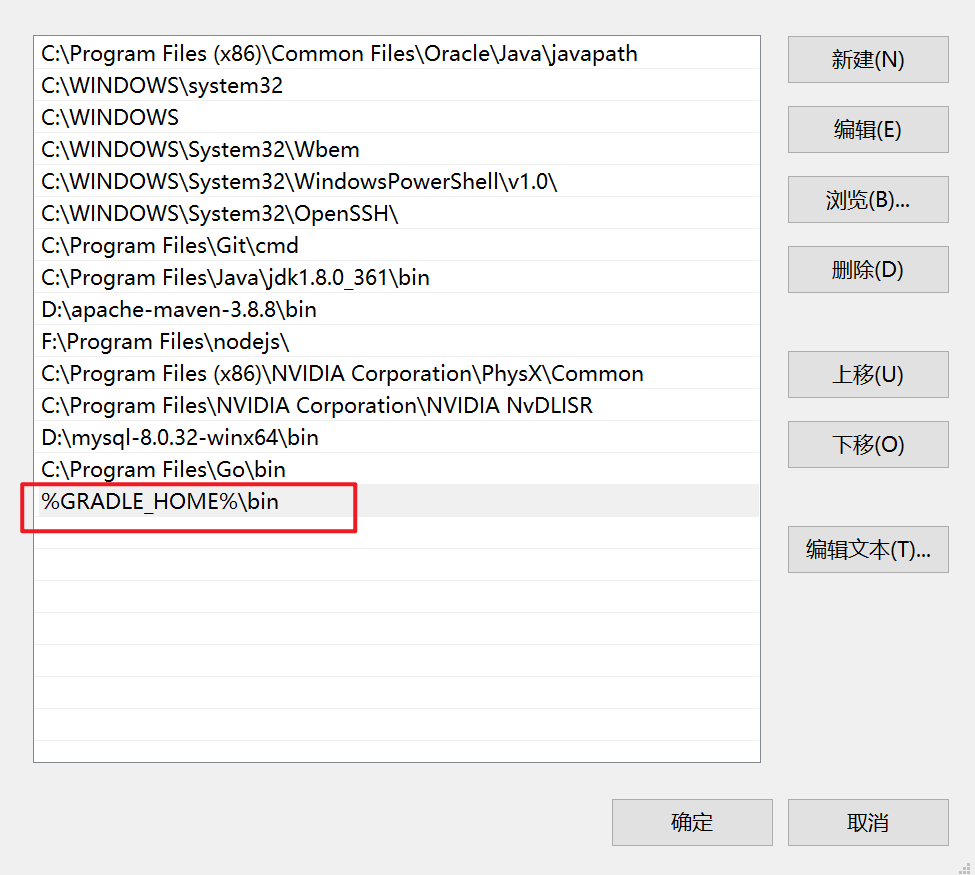 C:\Program Files (x86)\Common Files\Oracle\Java\javapath
C:\WINDOWS\system32
C:\WINDOWS
C:\WINDOWS\System32\Wbem
C:\WINDOWS\System32\WindowsPowerShell\v1.0\
C:\WINDOWS\System32\OpenSSH\
C:\Program Files\Git\cmd
C:\Program Files\Java\jdk1.8.0_361\bin
D:\apache-maven-3.8.8\bin
F:\Program Files\nodejs\
C:\Program Files (x86)\NVIDIA Corporation\PhysX\Common
C:\Program Files\NVIDIA Corporation\NVIDIA NvDLISR
D:\mysql-8.0.32-winx64\bin
C:\Program Files\Go\bin
%GRADLE_HOME%\bin
新建(N)
编辑(E)
浏览(B)...
删除(D)
上移(U)
下移(O)
编辑文本(T)...
确定
取消